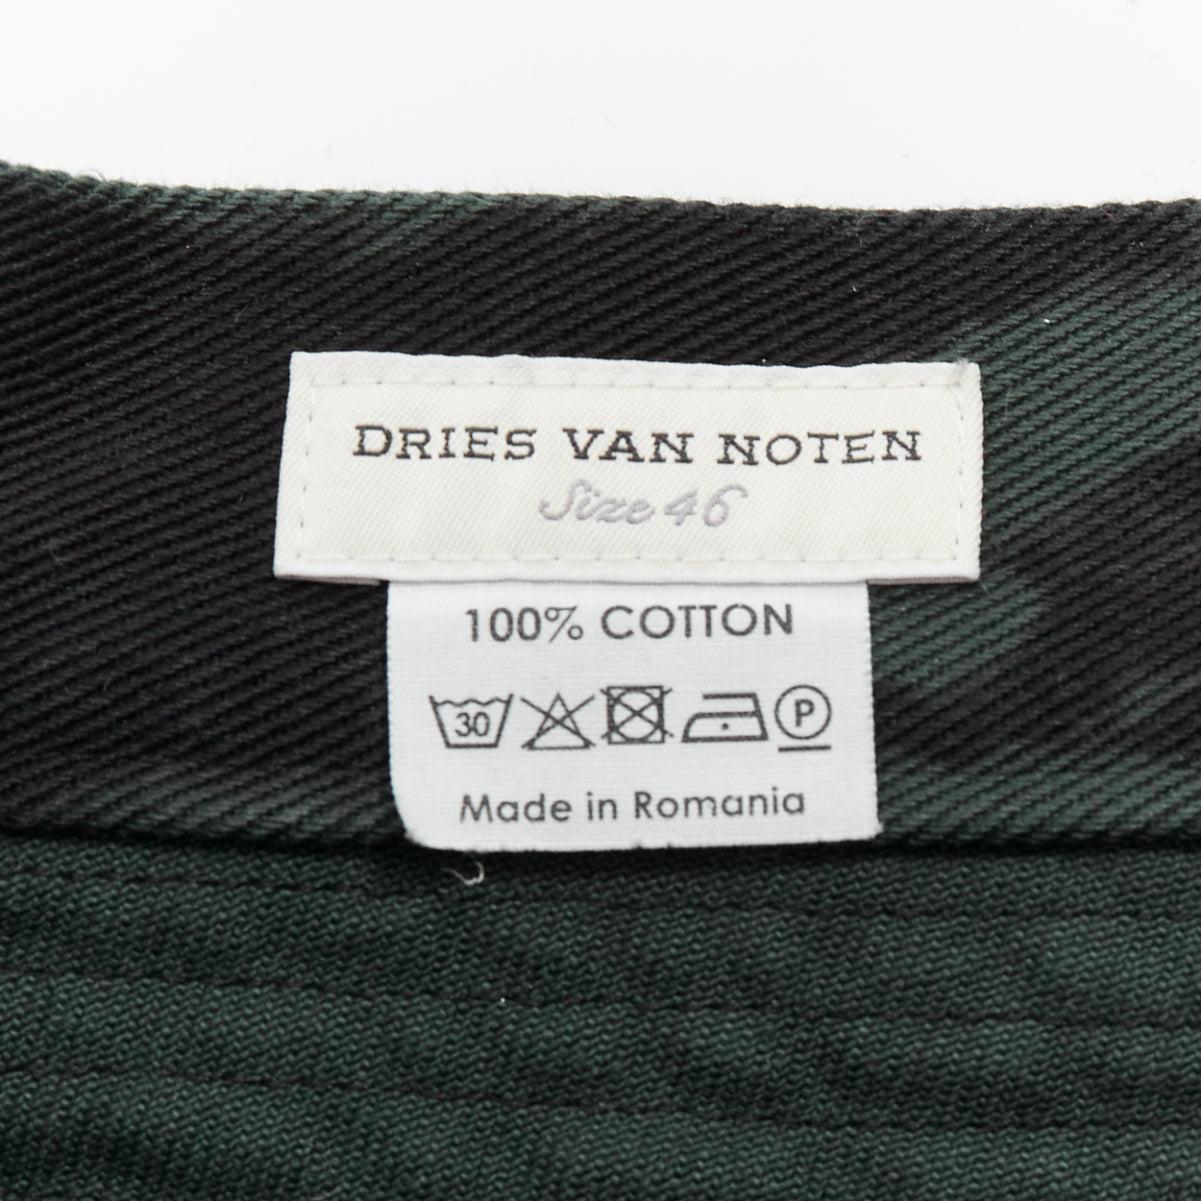 DRIES VAN NOTEN
Size 46
100% COTTON
30 P
Made in Romania